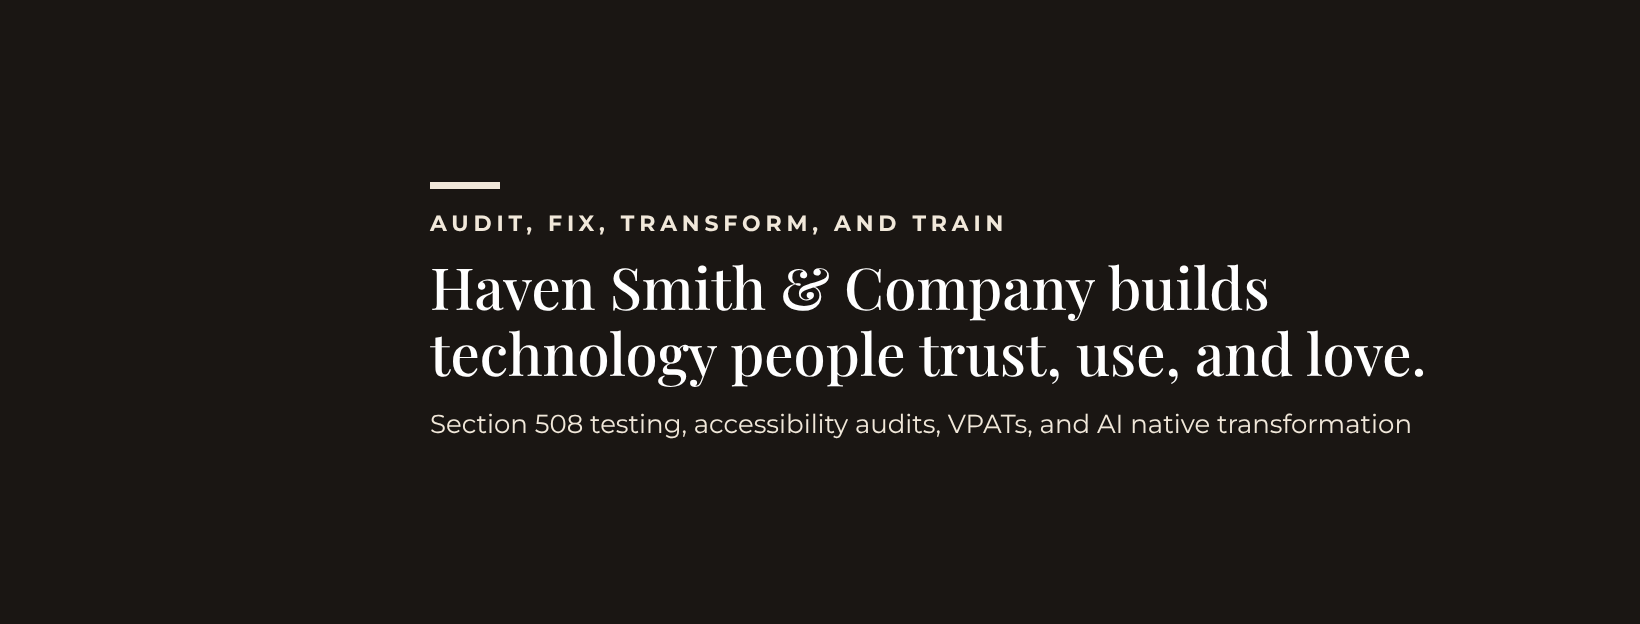 AUDIT, FIX, TRANSFORM, AND TRAIN
Haven Smith & Company builds
technology people trust, use, and love.
Section 508 testing, accessibility audits, VPATs, and AI native transformation